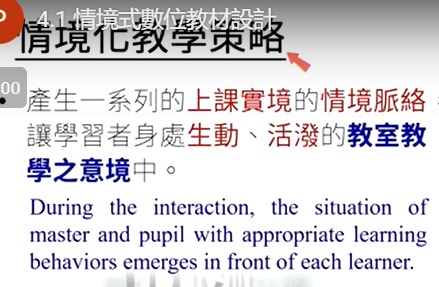 4.1 情境式數位教材設計
情境化教學策略
00
產生一系列的上課實境的情境脈絡，
讓學習者身處生動、活潑的教室教
學之意境中。
During the interaction, the situation of
master and pupil with appropriate learning
behaviors emerges in front of each learner.